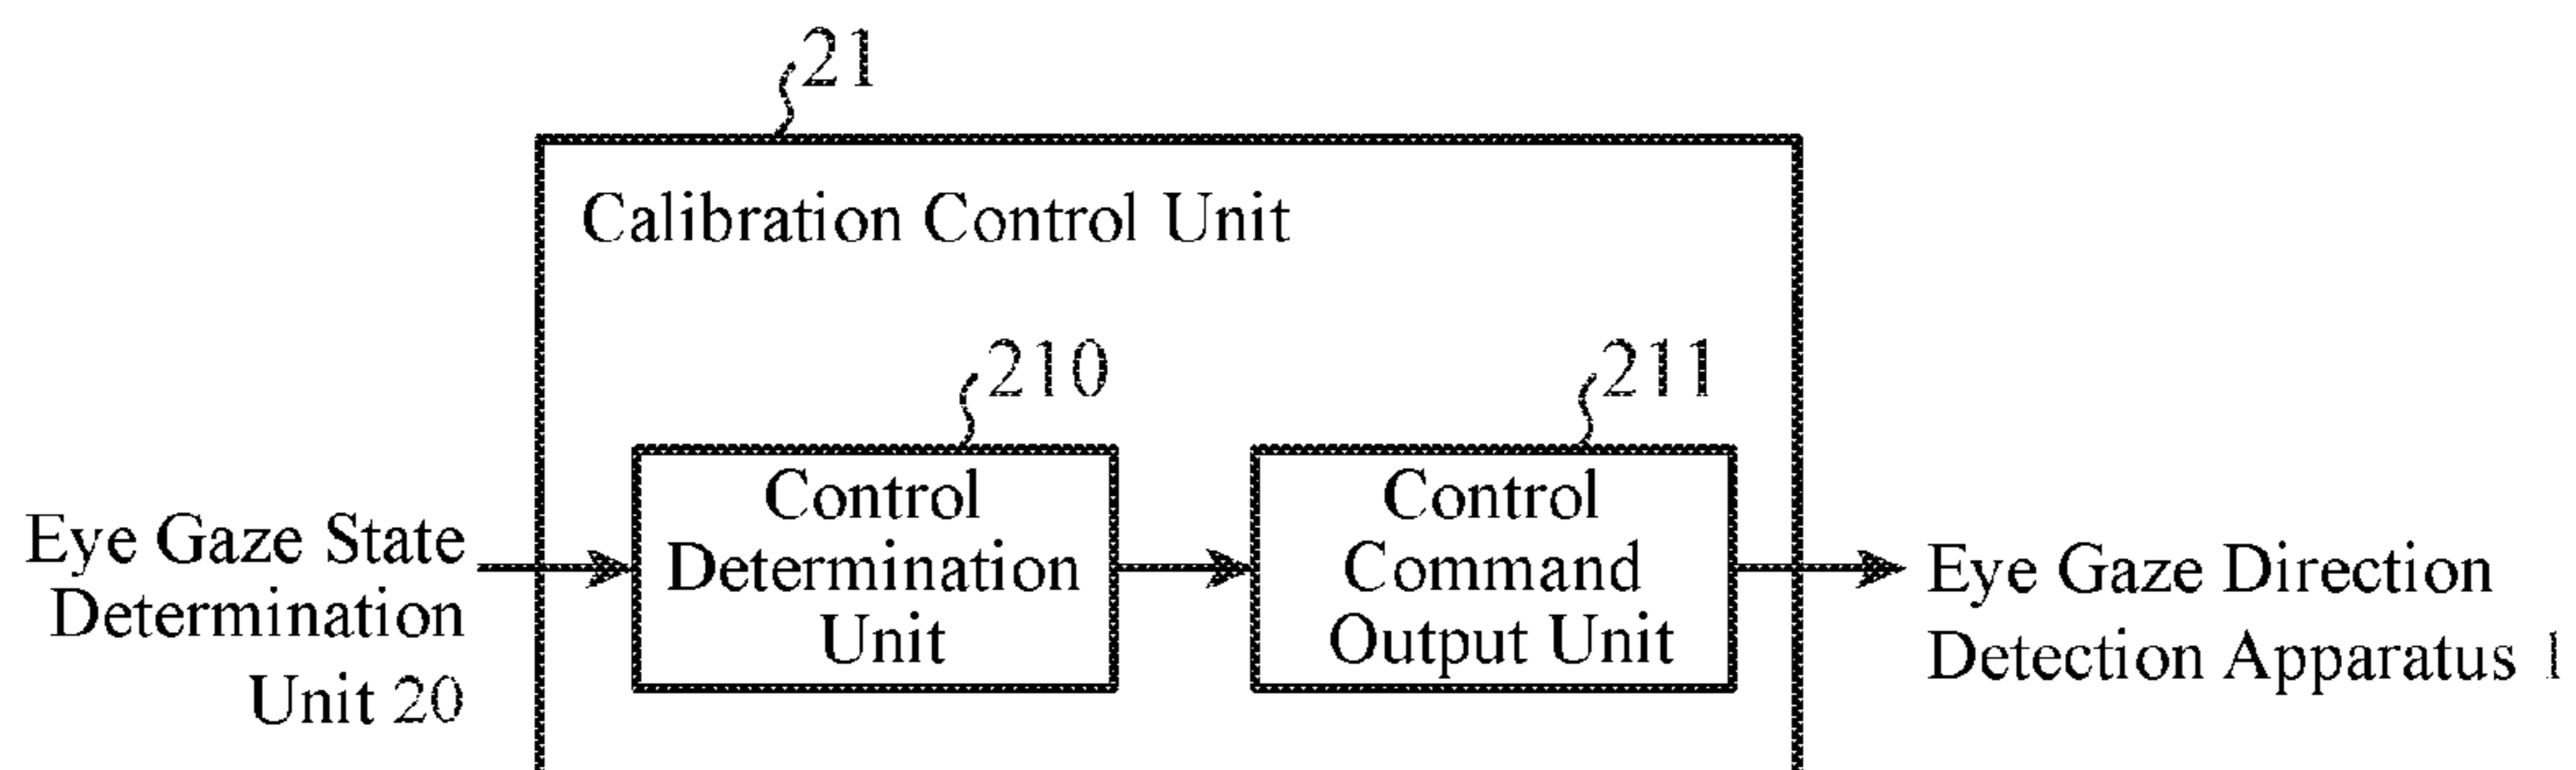 21
Calibration Control Unit
210
211
Eye Gaze State
Determination
Unit 20
Control
Determination
Unit
Control
Command
Output Unit
Eye Gaze Direction
Detection Apparatus 1